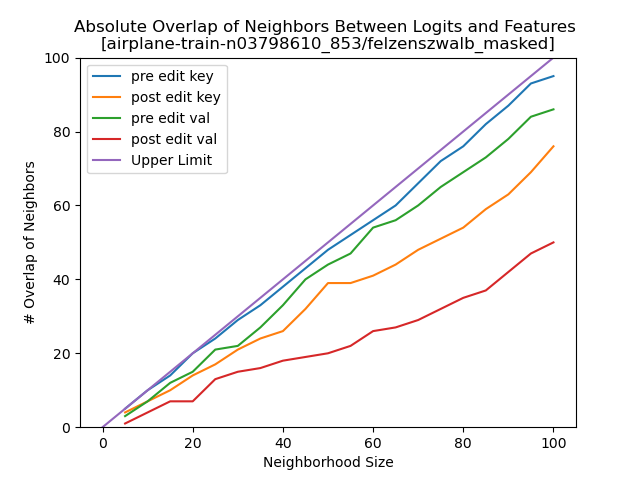 Absolute Overlap of Neighbors Between Logits and Features
[airplane-train-n03798610_853/felzenszwalb_masked]
pre edit key
post edit key
pre edit val
post edit val
Upper Limit
# Overlap of Neighbors
100
80
60
40
20
0
0 20 40 60 80 100
Neighborhood Size